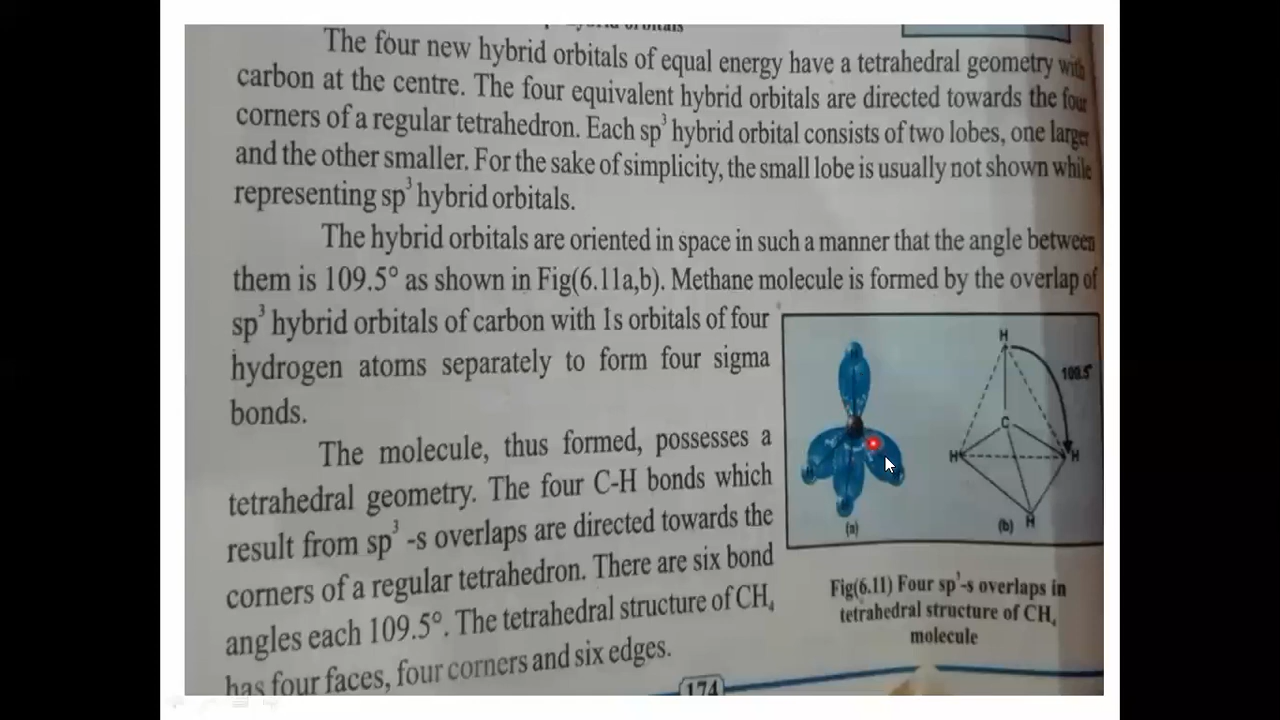 hybrid orbitals
The four new hybrid orbitals of equal energy have a tetrahedral geometry with
carbon at the centre. The four equivalent hybrid orbitals are directed towards the four
corners of a regular tetrahedron. Each sp³ hybrid orbital consists of two lobes, one larger
and the other smaller. For the sake of simplicity, the small lobe is usually not shown while
representing sp³ hybrid orbitals.
The hybrid orbitals are oriented in space in such a manner that the angle between
them is 109.5° as shown in Fig(6.11a,b). Methane molecule is formed by the overlap of
sp³ hybrid orbitals of carbon with 1s orbitals of four
hydrogen atoms separately to form four sigma
bonds.
The molecule, thus formed, possesses a
tetrahedral geometry. The four C-H bonds which
result from sp³ -s overlaps are directed towards the
corners of a regular tetrahedron. There are six bond
angles each 109.5°. The tetrahedral structure of CH₄
has four faces, four corners and six edges.
H
109.5
C
H
H
H
(a)
(b)
Fig(6.11) Four sp³-s overlaps in
tetrahedral structure of CH₄
molecule
174